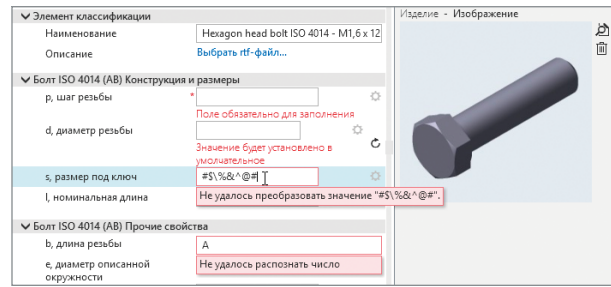 Элемент классификации
Наименование Hexagon head bolt ISO 4014 - M1,6 x 12
Описание Выбрать rtf-файл...
Болт ISO 4014 (AB) Конструкция и размеры
p, шаг резьбы *
Поле обязательно для заполнения
d, диаметр резьбы
Значение будет установлено в
умолчательное
s, размер под ключ #$\%&^@#
l, номинальная длина Не удалось преобразовать значение "#$\%&^@#".
Болт ISO 4014 (AB) Прочие свойства
b, длина резьбы A
e, диаметр описанной Не удалось распознать число
окружности
Изделие - Изображение